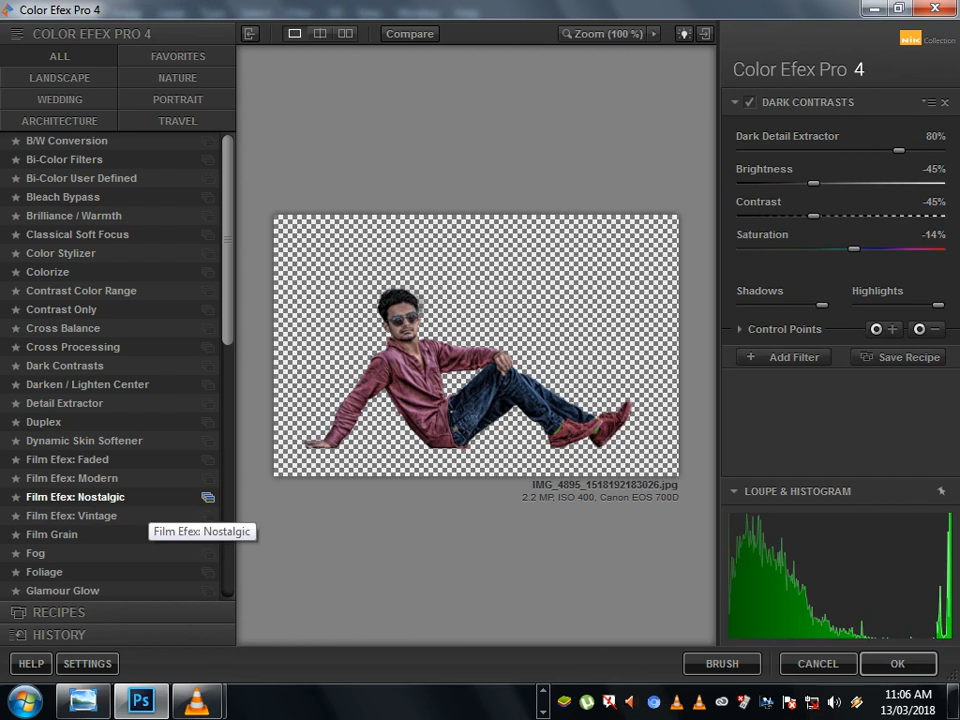 Color Efex Pro 4
COLOR EFEX PRO 4
ALL
FAVORITES
LANDSCAPE
NATURE
WEDDING
PORTRAIT
ARCHITECTURE
TRAVEL
B/W Conversion
Bi-Color Filters
Bi-Color User Defined
Bleach Bypass
Brilliance / Warmth
Classical Soft Focus
Color Stylizer
Colorize
Contrast Color Range
Contrast Only
Cross Balance
Cross Processing
Dark Contrasts
Darken / Lighten Center
Detail Extractor
Duplex
Dynamic Skin Softener
Film Efex: Faded
Film Efex: Modern
Film Efex: Nostalgic
Film Efex: Vintage
Film Efex: Nostalgic
Film Grain
Fog
Foliage
Glamour Glow
RECIPES
HISTORY
HELP
SETTINGS
Compare
Zoom (100 %)
IMG_4895_1518192183026.jpg
2.2 MP, ISO 400, Canon EOS 700D
Nik Collection
Color Efex Pro 4
DARK CONTRASTS
Dark Detail Extractor 80%
Brightness -45%
Contrast -45%
Saturation -14%
Shadows
Highlights
Control Points
Add Filter
Save Recipe
LOUPE & HISTOGRAM
BRUSH
CANCEL
OK
Ps
11:06 AM
13/03/2018